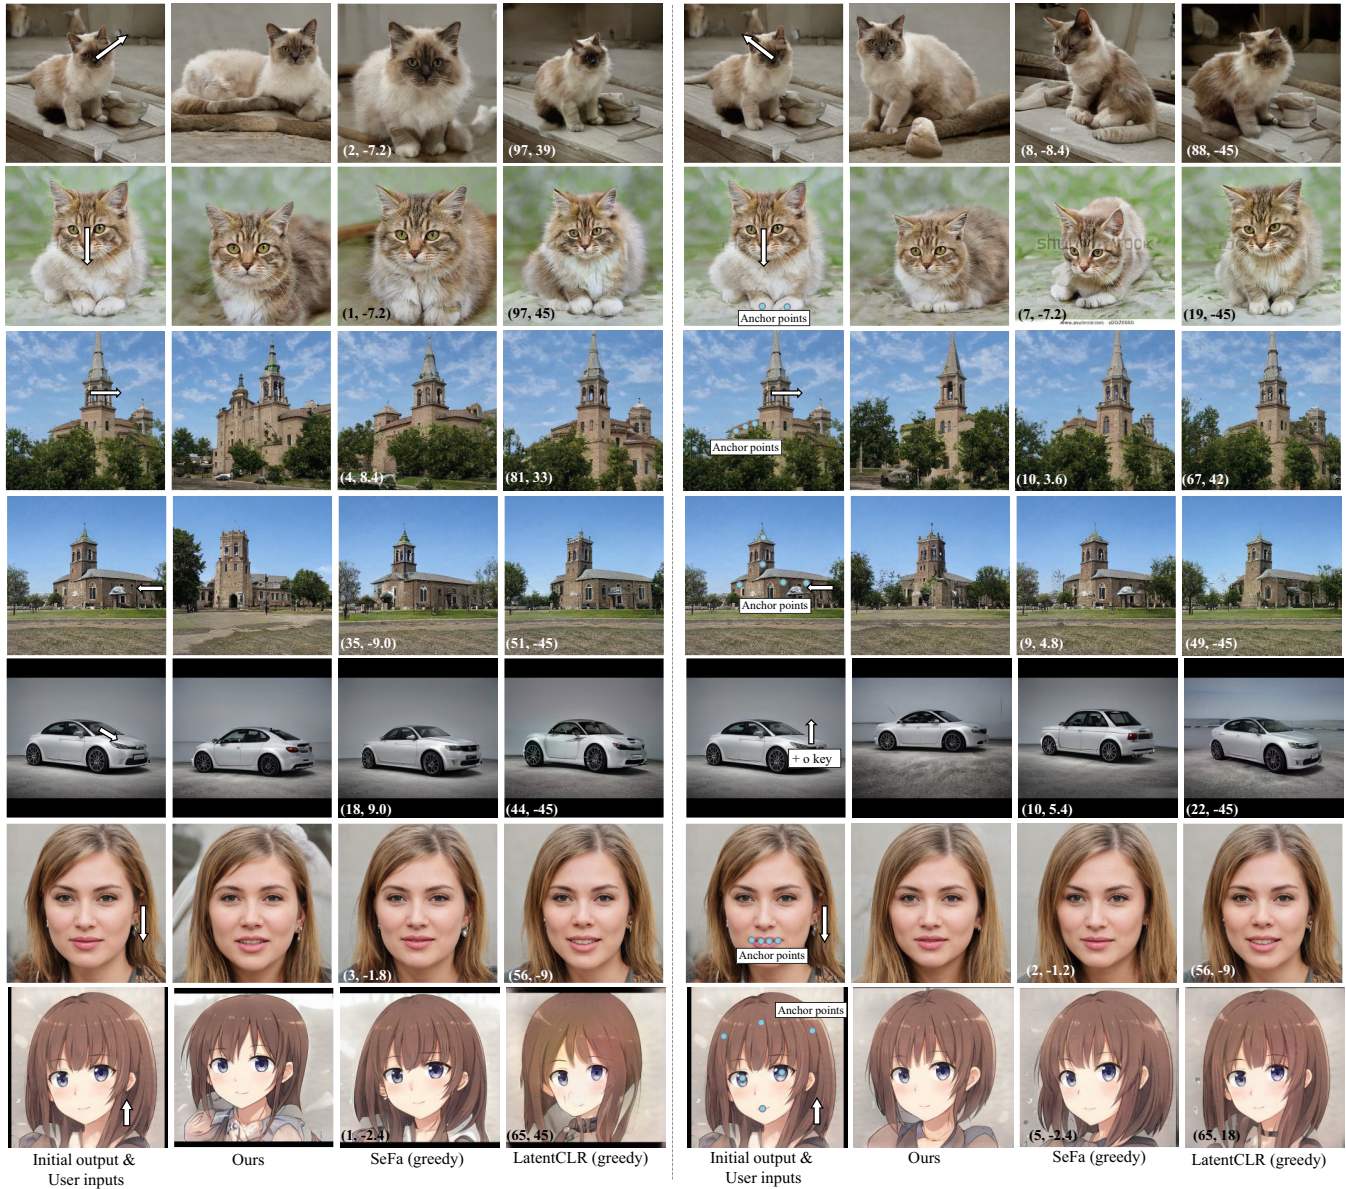 (2, -7.2)
(97, 39)
(8, -8.4)
(88, -45)
(1, -7.2)
(97, 45)
Anchor points
(7, -7.2)
(19, -45)
(4, 8.4)
(81, 33)
Anchor points
(10, 3.6)
(67, 42)
(35, -9.0)
(51, -45)
Anchor points
(9, 4.8)
(49, -45)
(18, 9.0)
(44, -45)
+ o key
(10, 5.4)
(22, -45)
(3, -1.8)
(56, -9)
Anchor points
(2, -1.2)
(56, -9)
(1, -2.4)
(65, 45)
Anchor points
(5, -2.4)
(65, 18)
Initial output &
User inputs
Ours
SeFa (greedy)
LatentCLR (greedy)
Initial output &
User inputs
Ours
SeFa (greedy)
LatentCLR (greedy)